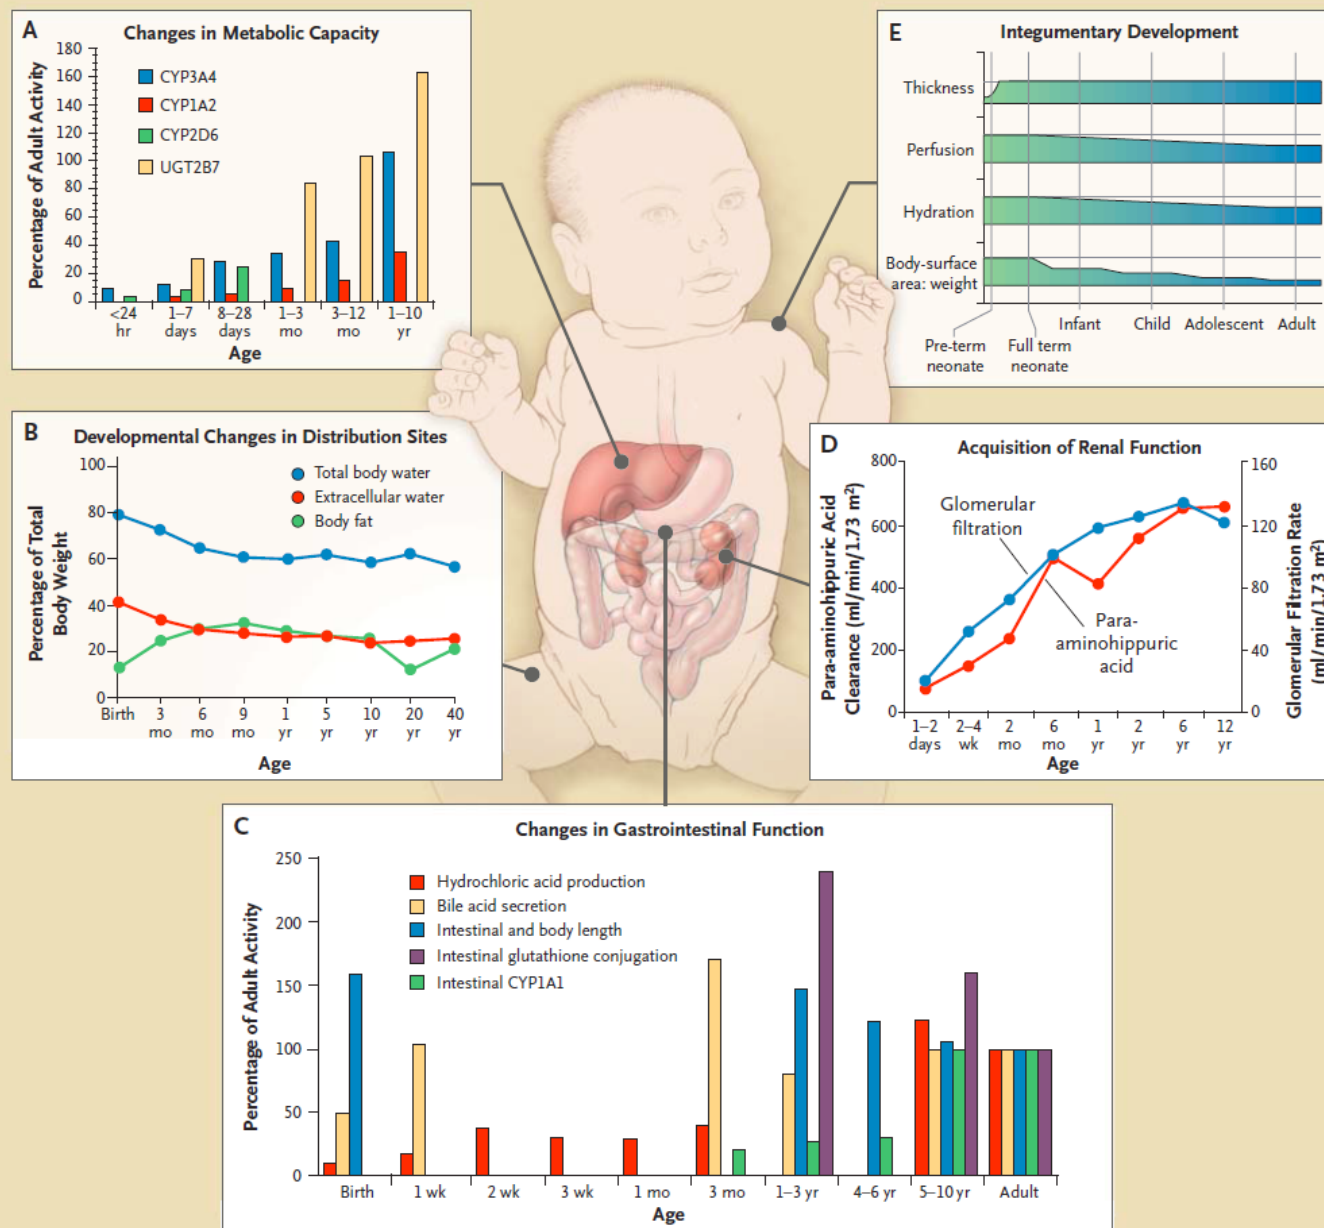 A
Changes in Metabolic Capacity
Percentage of Adult Activity
180
160
140
120
100
80
60
40
20
0
CYP3A4
CYP1A2
CYP2D6
UGT2B7
<24 hr
1–7 days
8–28 days
1–3 mo
3–12 mo
1–10 yr
Age
E
Integumentary Development
Thickness
Perfusion
Hydration
Body-surface
area: weight
Infant
Child
Adolescent
Adult
Pre-term
neonate
Full term
neonate
B
Developmental Changes in Distribution Sites
Percentage of Total
Body Weight
100
80
60
40
20
0
Total body water
Extracellular water
Body fat
Birth
3 mo
6 mo
9 mo
1 yr
5 yr
10 yr
20 yr
40 yr
Age
D
Acquisition of Renal Function
Para-aminohippuric Acid
Clearance (ml/min/1.73 m²)
800
600
400
200
0
Glomerular
filtration
Para-
aminohippuric
acid
160
120
80
40
0
Glomerular Filtration Rate
(ml/min/1.73 m²)
1–2 days
2–4 wk
2 mo
6 mo
1 yr
2 yr
6 yr
12 yr
Age
C
Changes in Gastrointestinal Function
Percentage of Adult Activity
250
200
150
100
50
0
Hydrochloric acid production
Bile acid secretion
Intestinal and body length
Intestinal glutathione conjugation
Intestinal CYP1A1
Birth
1 wk
2 wk
3 wk
1 mo
3 mo
1–3 yr
4–6 yr
5–10 yr
Adult
Age